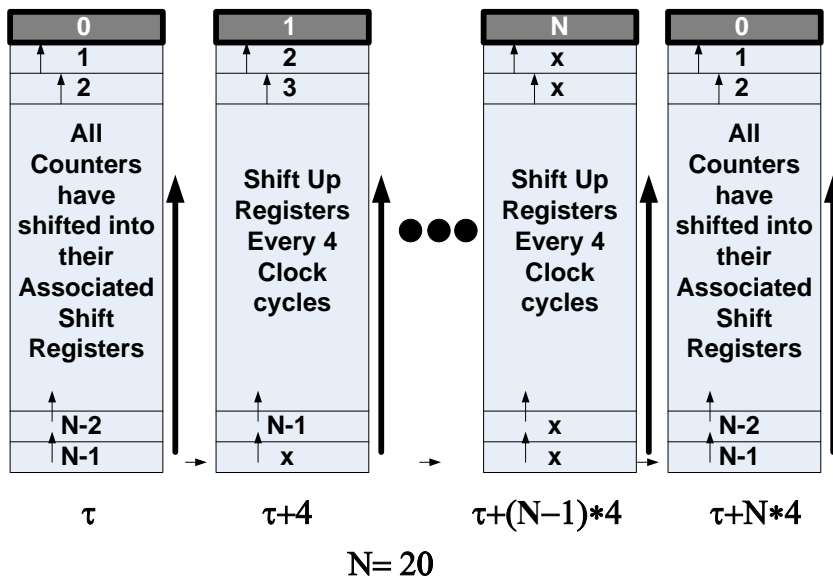 0
1
2
All
Counters
have
shifted into
their
Associated
Shift
Registers
N-2
N-1
τ
1
2
3
Shift Up
Registers
Every 4
Clock
cycles
N-1
x
τ+4
N
x
x
Shift Up
Registers
Every 4
Clock
cycles
x
x
τ+(N−1)*4
0
1
2
All
Counters
have
shifted into
their
Associated
Shift
Registers
N-2
N-1
τ+N*4
N= 20